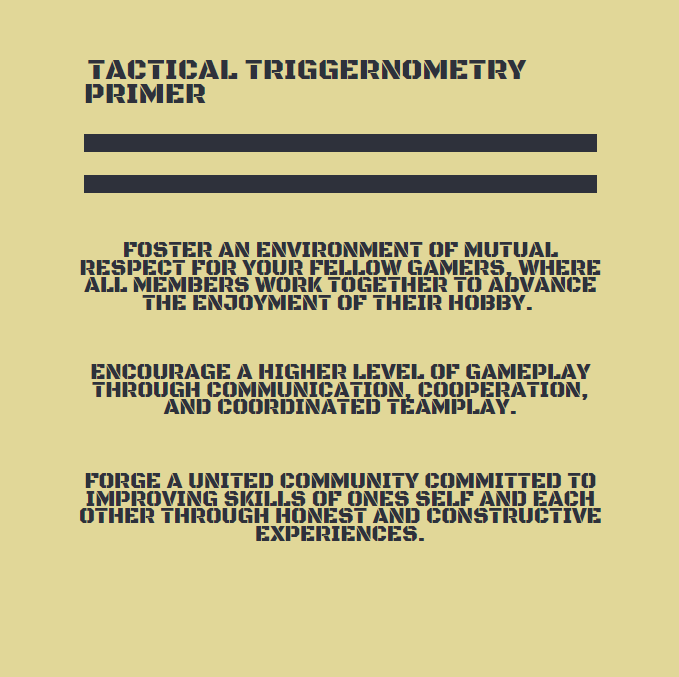 TACTICAL TRIGGERNOMETRY
PRIMER
FOSTER AN ENVIRONMENT OF MUTUAL
RESPECT FOR YOUR FELLOW GAMERS, WHERE
ALL MEMBERS WORK TOGETHER TO ADVANCE
THE ENJOYMENT OF THEIR HOBBY.
ENCOURAGE A HIGHER LEVEL OF GAMEPLAY
THROUGH COMMUNICATION, COOPERATION,
AND COORDINATED TEAMPLAY.
FORGE A UNITED COMMUNITY COMMITTED TO
IMPROVING SKILLS OF ONES SELF AND EACH
OTHER THROUGH HONEST AND CONSTRUCTIVE
EXPERIENCES.